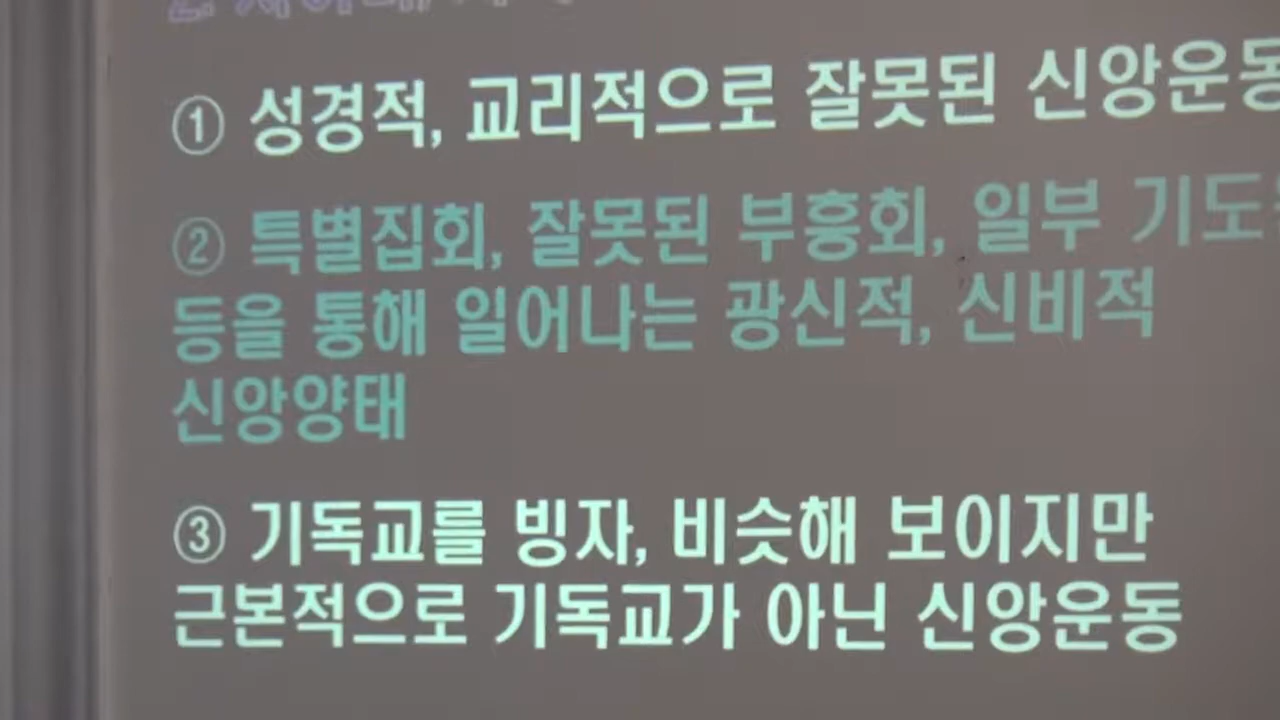 ① 성경적, 교리적으로 잘못된 신앙운동
② 특별집회, 잘못된 부흥회, 일부
등을 통해 일어나는 광신적, 신비적
신앙양태
③ 기독교를 빙자, 비슷해 보이지만
근본적으로 기독교가 아닌 신앙운동